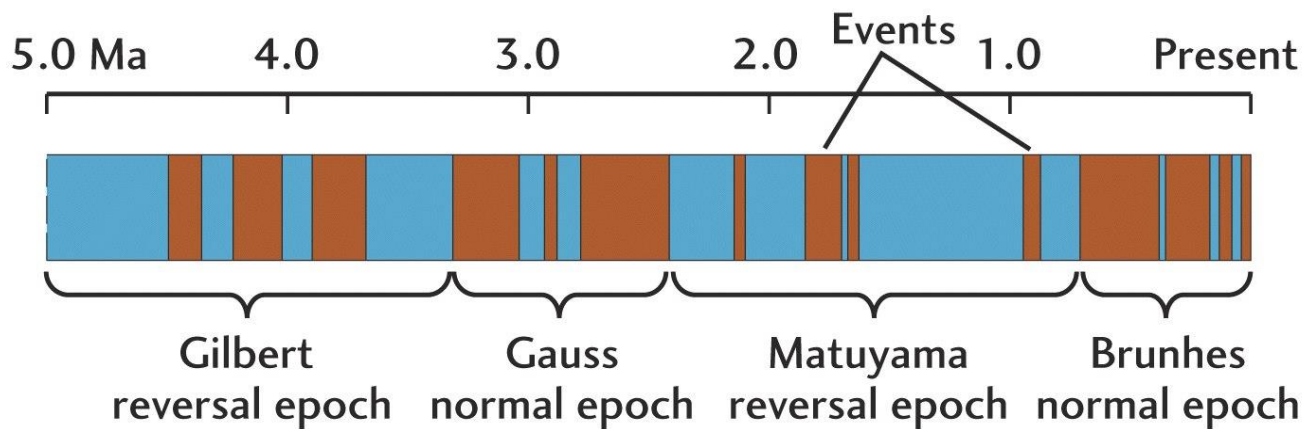 Events
5.0 Ma 4.0 3.0 2.0 1.0 Present
Gilbert
reversal epoch
Gauss
normal epoch
Matuyama
reversal epoch
Brunhes
normal epoch